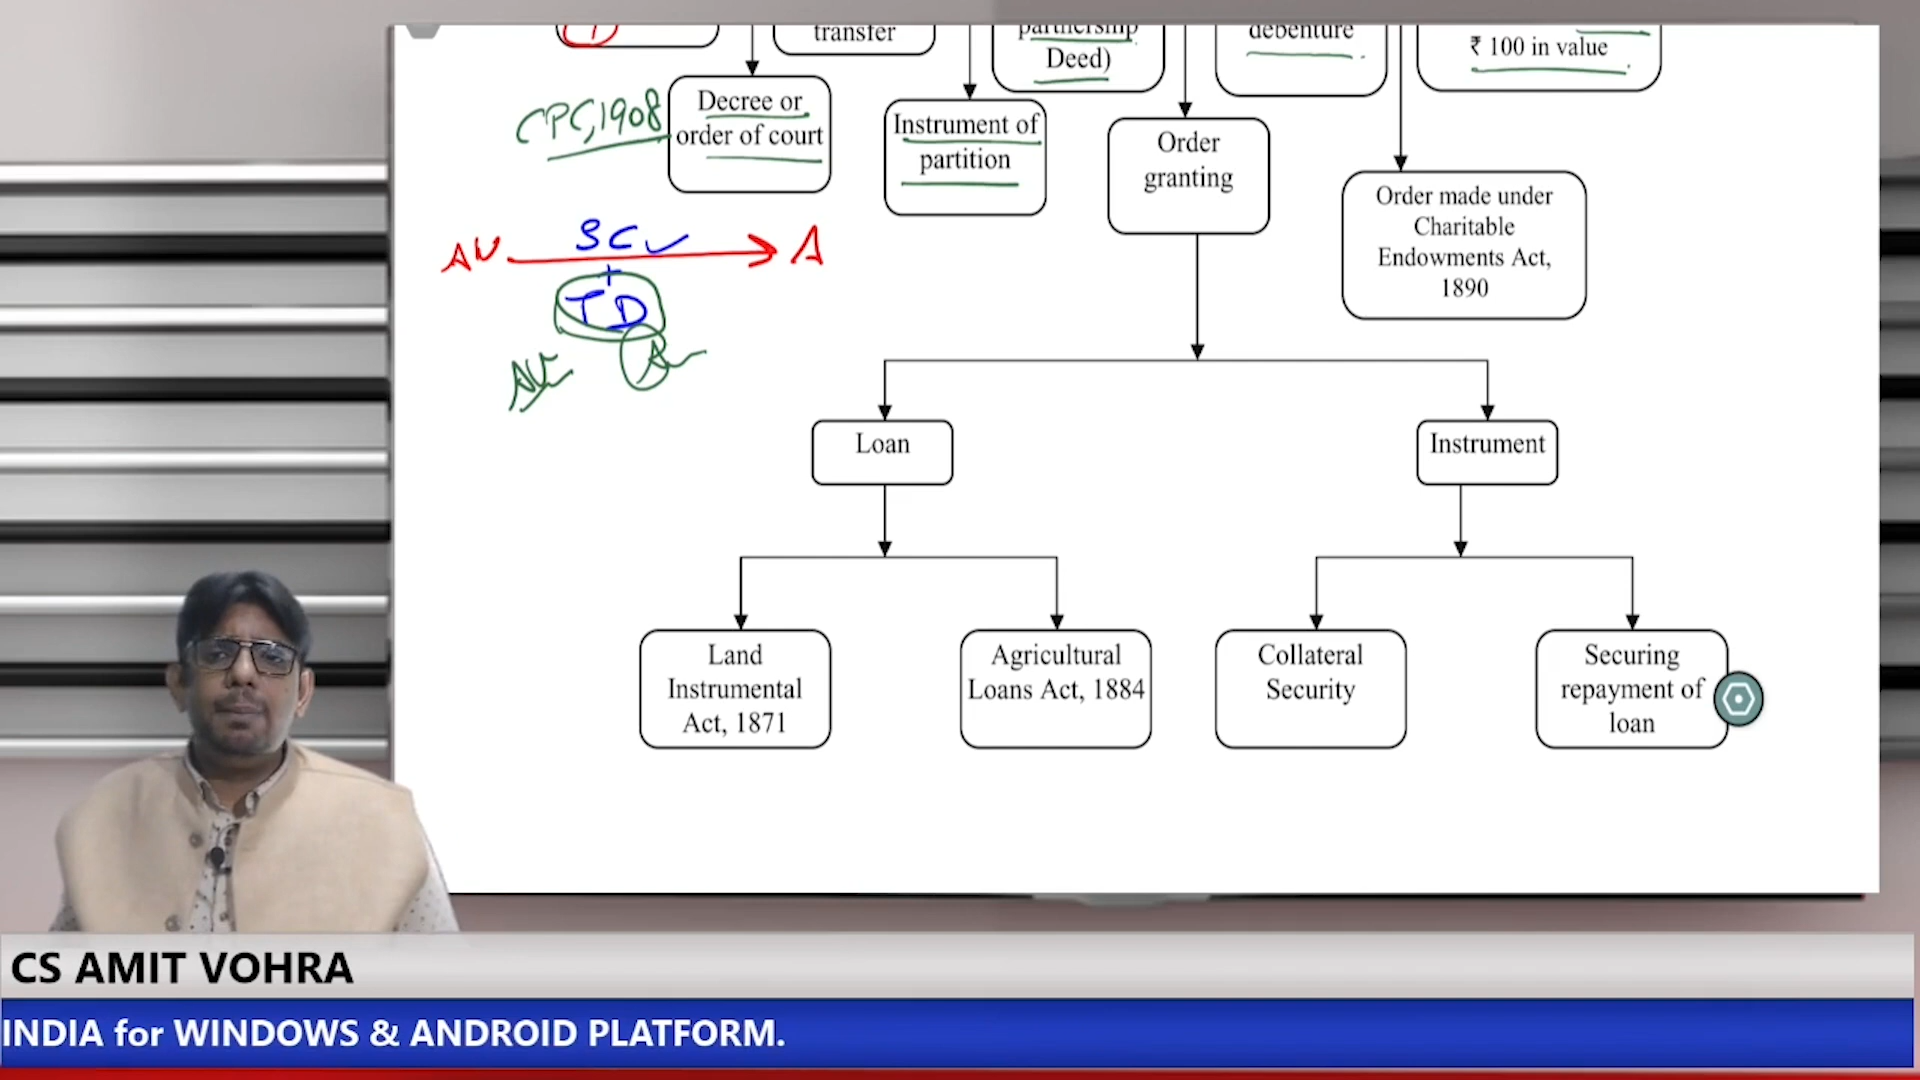 transfer
partnership
Deed)
debenture
₹ 100 in value
CPC, 1908
Decree or
order of court
Instrument of
partition
Order
granting
Order made under
Charitable
Endowments Act,
1890
AV
SC
A
+
TD
AV
A
Loan
Instrument
Land
Instrumental
Act, 1871
Agricultural
Loans Act, 1884
Collateral
Security
Securing
repayment of
loan
CS AMIT VOHRA
INDIA for WINDOWS & ANDROID PLATFORM.